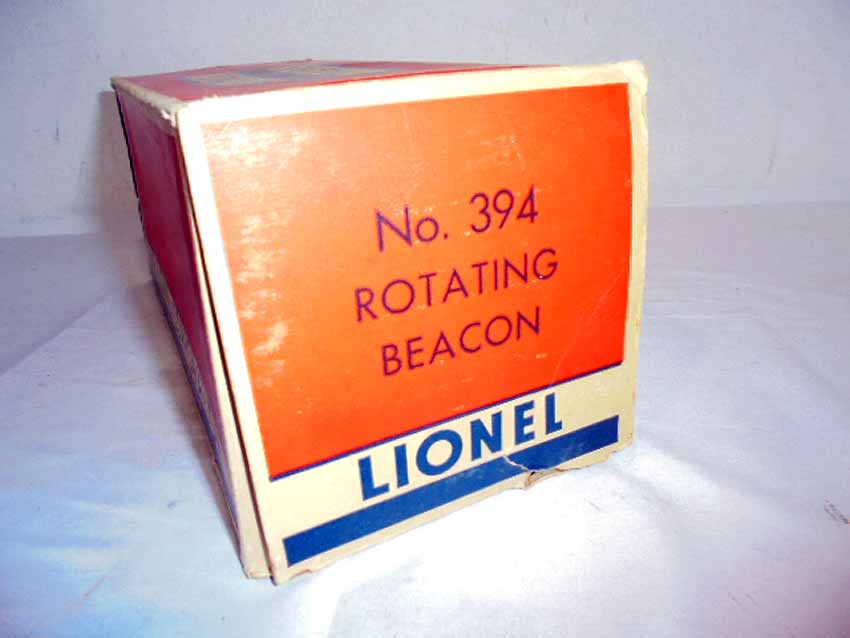 No. 394
ROTATING
BEACON
LIONEL